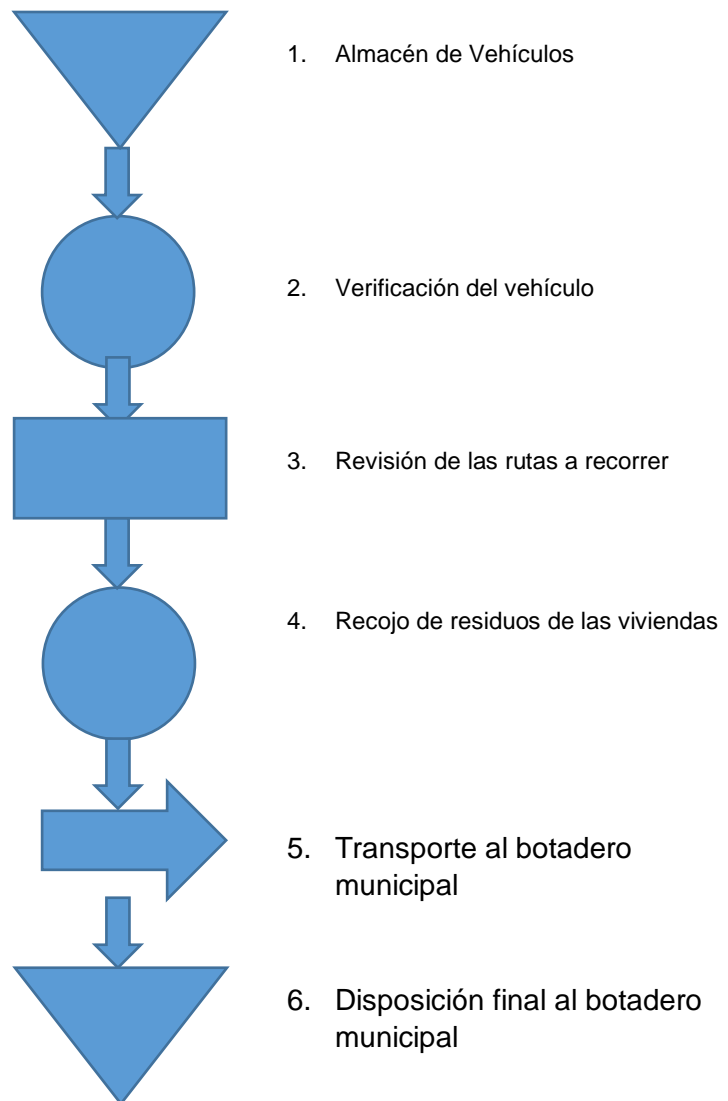 1. Almacén de Vehículos
2. Verificación del vehículo
3. Revisión de las rutas a recorrer
4. Recojo de residuos de las viviendas
5. Transporte al botadero
municipal
6. Disposición final al botadero
municipal